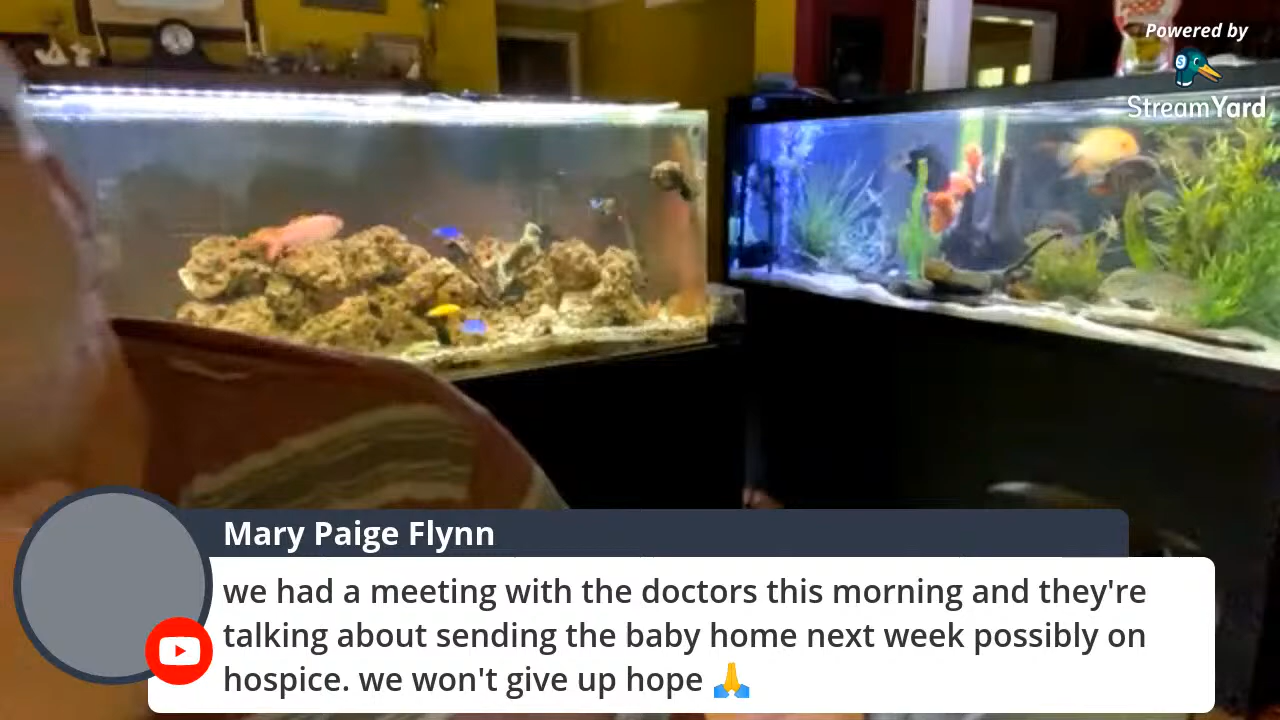 Powered by
StreamYard
Mary Paige Flynn
we had a meeting with the doctors this morning and they're
talking about sending the baby home next week possibly on
hospice. we won't give up hope 🙏